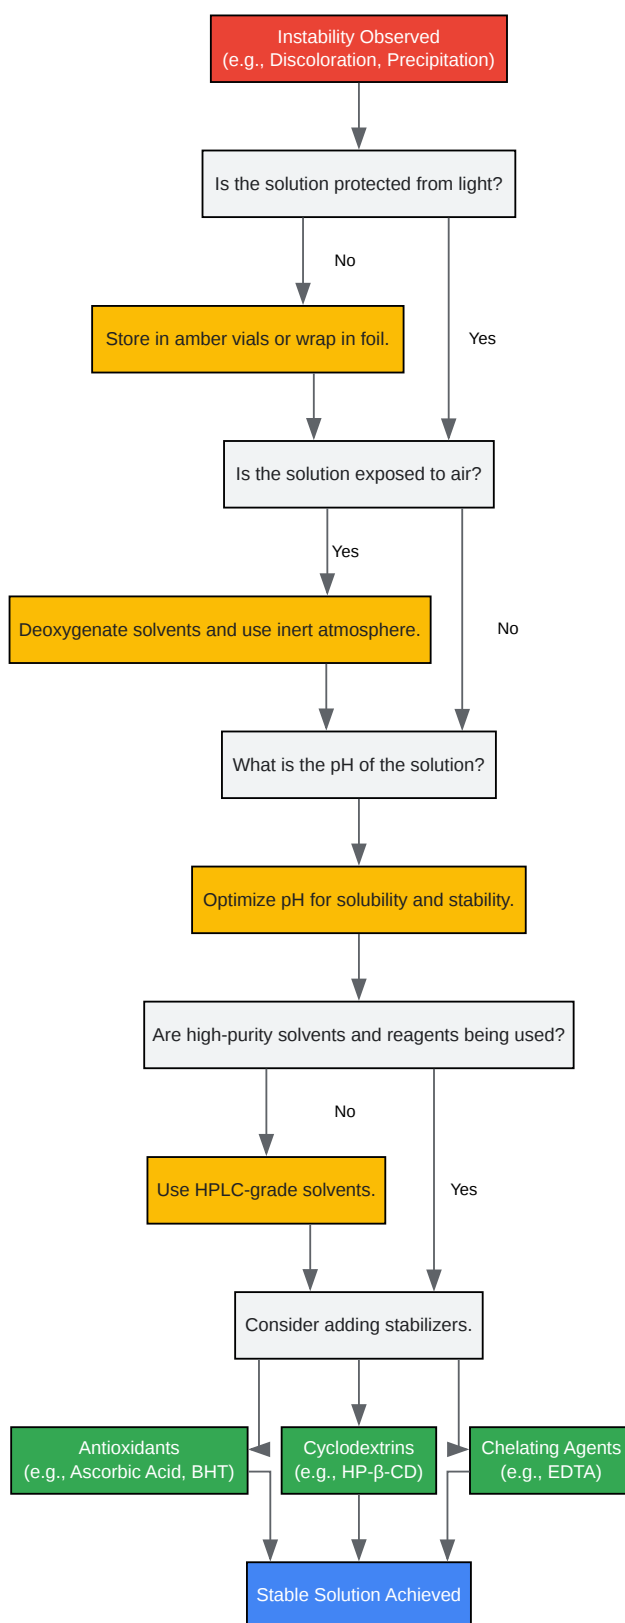 Instability Observed
(e.g., Discoloration, Precipitation)
Is the solution protected from light?
No
Store in amber vials or wrap in foil.
Yes
Is the solution exposed to air?
Yes
Deoxygenate solvents and use inert atmosphere.
No
What is the pH of the solution?
Optimize pH for solubility and stability.
Are high-purity solvents and reagents being used?
No
Use HPLC-grade solvents.
Yes
Consider adding stabilizers.
Antioxidants
(e.g., Ascorbic Acid, BHT)
Cyclodextrins
(e.g., HP-β-CD)
Chelating Agents
(e.g., EDTA)
Stable Solution Achieved